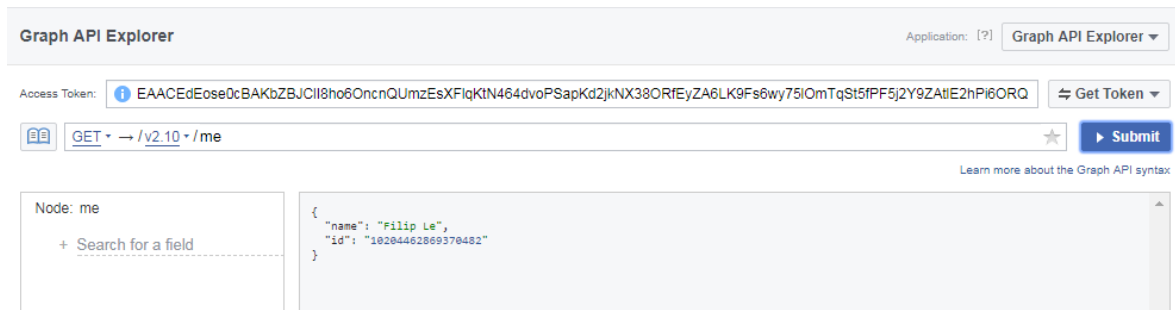 Graph API Explorer
Application: [?] Graph API Explorer
Access Token: EAACEdEose0cBAKbZBJClI8ho6OncnQUmzEsXFlqKtN464dvoPSapKd2jkNX38ORfEyZA6LK9Fs6wy75lOmTqSt5fPF5j2Y9ZAtlE2hPi6ORQ Get Token
GET → /v2.10 /me Submit
Learn more about the Graph API syntax
Node: me
+ Search for a field
{
"name": "Filip Le",
"id": "10204462869370482"
}